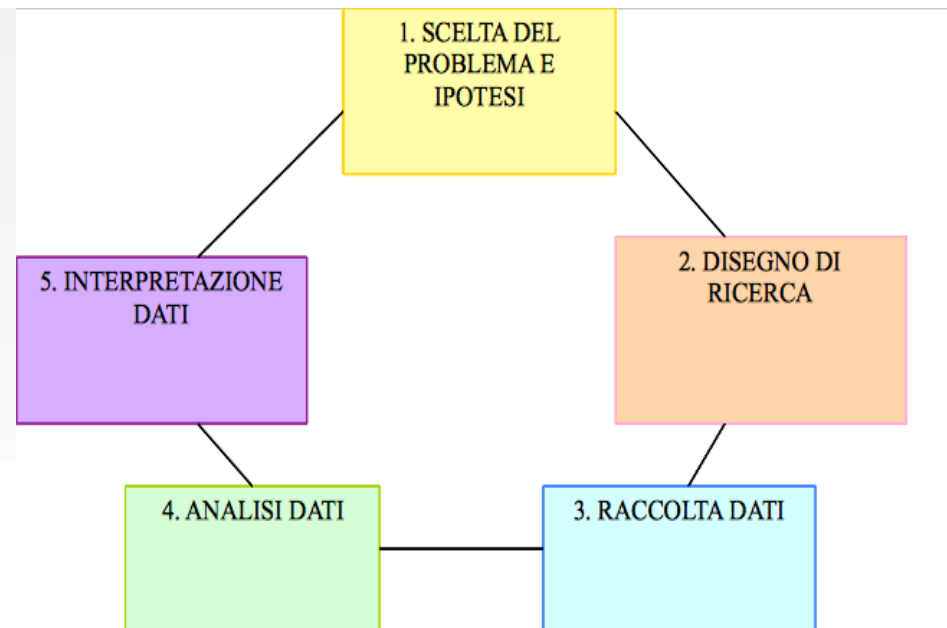 1. SCELTA DEL
PROBLEMA E
IPOTESI
2. DISEGNO DI
RICERCA
3. RACCOLTA DATI
4. ANALISI DATI
5. INTERPRETAZIONE
DATI